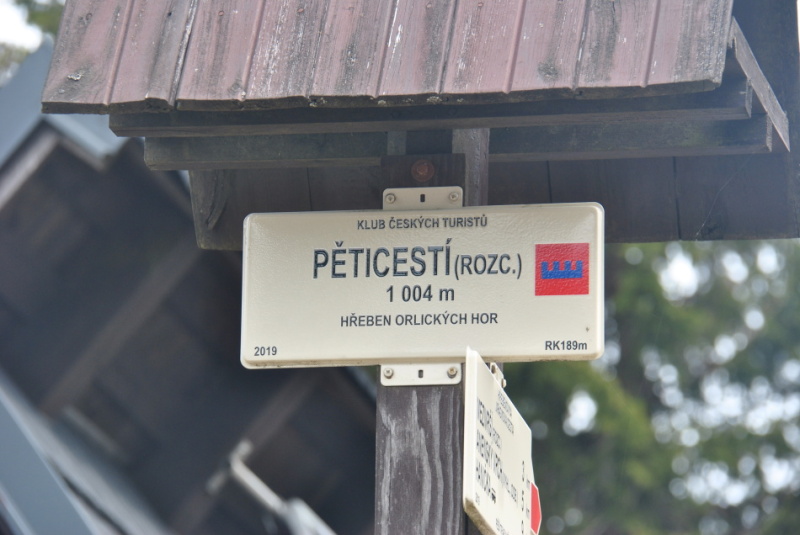 KLUB ČESKÝCH TURISTŮ
PĚTICESTÍ (ROZC.)
1 004 m
HŘEBEN ORLICKÝCH HOR
2019 RK189m